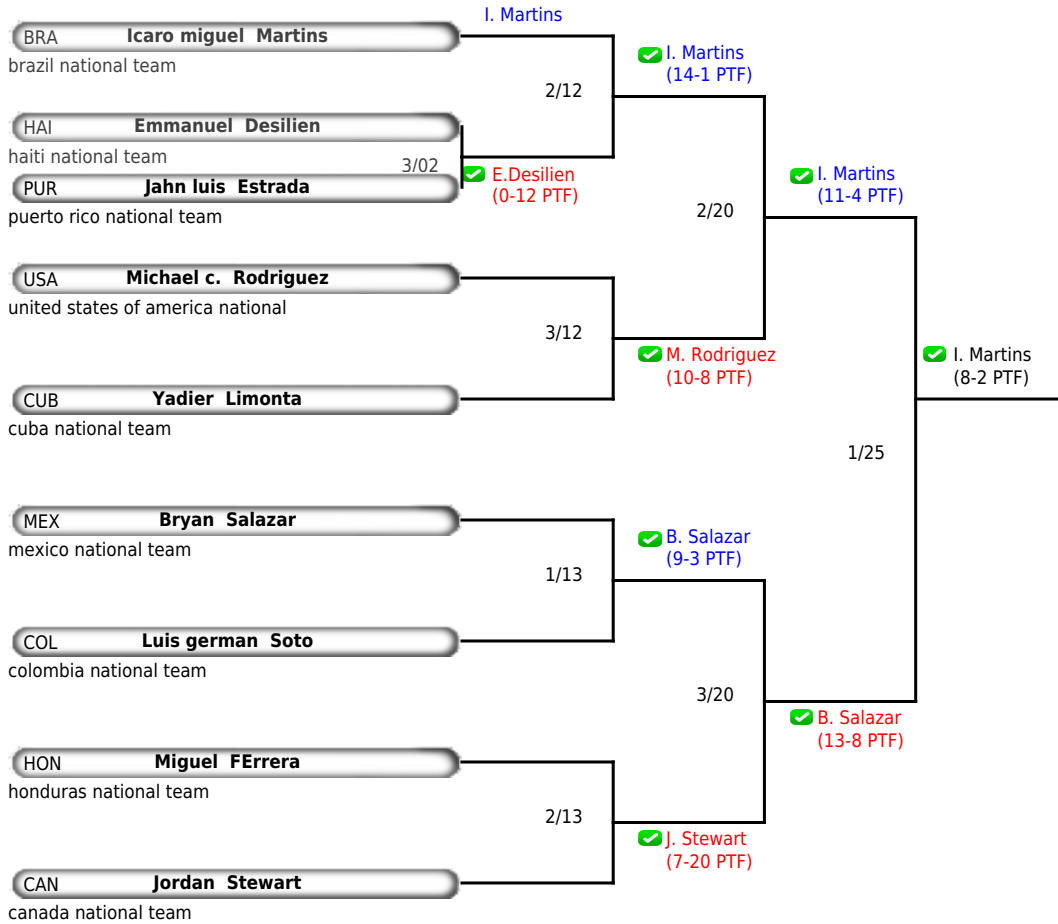 I. Martins
BRA Icaro miguel Martins
brazil national team
I. Martins
(14-1 PTF)
2/12
HAI Emmanuel Desilien
haiti national team
3/02
E.Desilien
(0-12 PTF)
PUR Jahn luis Estrada
puerto rico national team
I. Martins
(11-4 PTF)
2/20
USA Michael c. Rodriguez
united states of america national
3/12
M. Rodriguez
(10-8 PTF)
I. Martins
(8-2 PTF)
CUB Yadier Limonta
cuba national team
1/25
MEX Bryan Salazar
mexico national team
B. Salazar
(9-3 PTF)
1/13
COL Luis german Soto
colombia national team
3/20
B. Salazar
(13-8 PTF)
HON Miguel FErrera
honduras national team
2/13
J. Stewart
(7-20 PTF)
CAN Jordan Stewart
canada national team